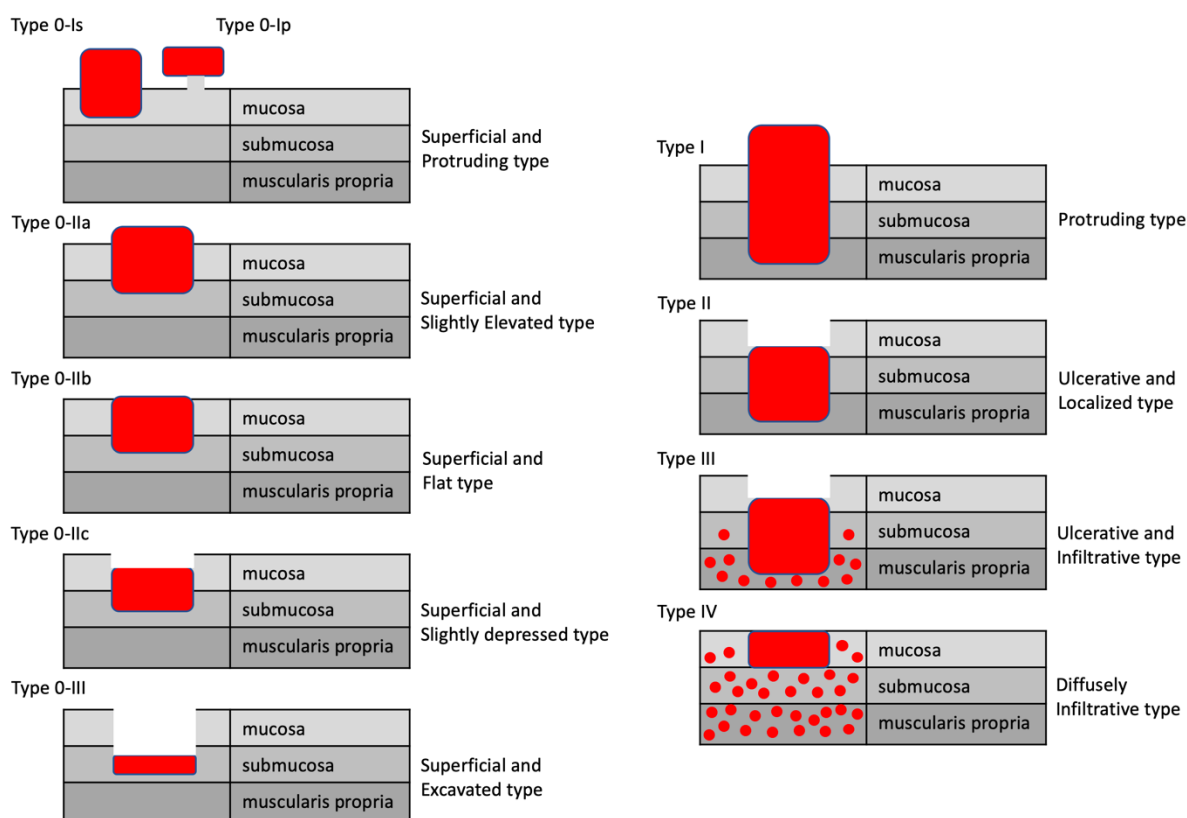 Type 0-Is
Type 0-Ip
mucosa
submucosa
muscularis propria
Superficial and
Protruding type
Type 0-IIa
mucosa
submucosa
muscularis propria
Superficial and
Slightly Elevated type
Type 0-IIb
mucosa
submucosa
muscularis propria
Superficial and
Flat type
Type 0-IIc
mucosa
submucosa
muscularis propria
Superficial and
Slightly depressed type
Type 0-III
mucosa
submucosa
muscularis propria
Superficial and
Excavated type
Type I
mucosa
submucosa
muscularis propria
Protruding type
Type II
mucosa
submucosa
muscularis propria
Ulcerative and
Localized type
Type III
mucosa
submucosa
muscularis propria
Ulcerative and
Infiltrative type
Type IV
mucosa
submucosa
muscularis propria
Diffusely
Infiltrative type